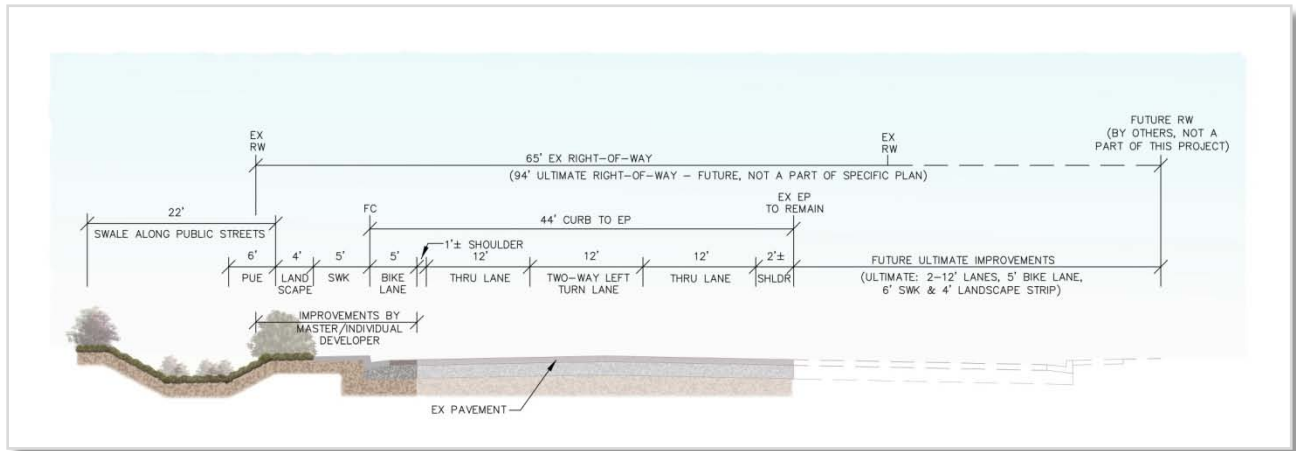 FUTURE RW
(BY OTHERS, NOT A
PART OF THIS PROJECT)
EX
RW
EX
RW
65' EX RIGHT-OF-WAY
(94' ULTIMATE RIGHT-OF-WAY - FUTURE, NOT A PART OF SPECIFIC PLAN)
EX EP
TO REMAIN
22'
FC
44' CURB TO EP
SWALE ALONG PUBLIC STREETS
1'± SHOULDER
6'
4'
5'
5'
12'
12'
12'
2'±
PUE
LAND
SCAPE
SWK
BIKE
LANE
THRU LANE
TWO-WAY LEFT
TURN LANE
THRU LANE
SHLDR
FUTURE ULTIMATE IMPROVEMENTS
(ULTIMATE: 2-12' LANES, 5' BIKE LANE,
6' SWK & 4' LANDSCAPE STRIP)
IMPROVEMENTS BY
MASTER/INDIVIDUAL
DEVELOPER
EX PAVEMENT